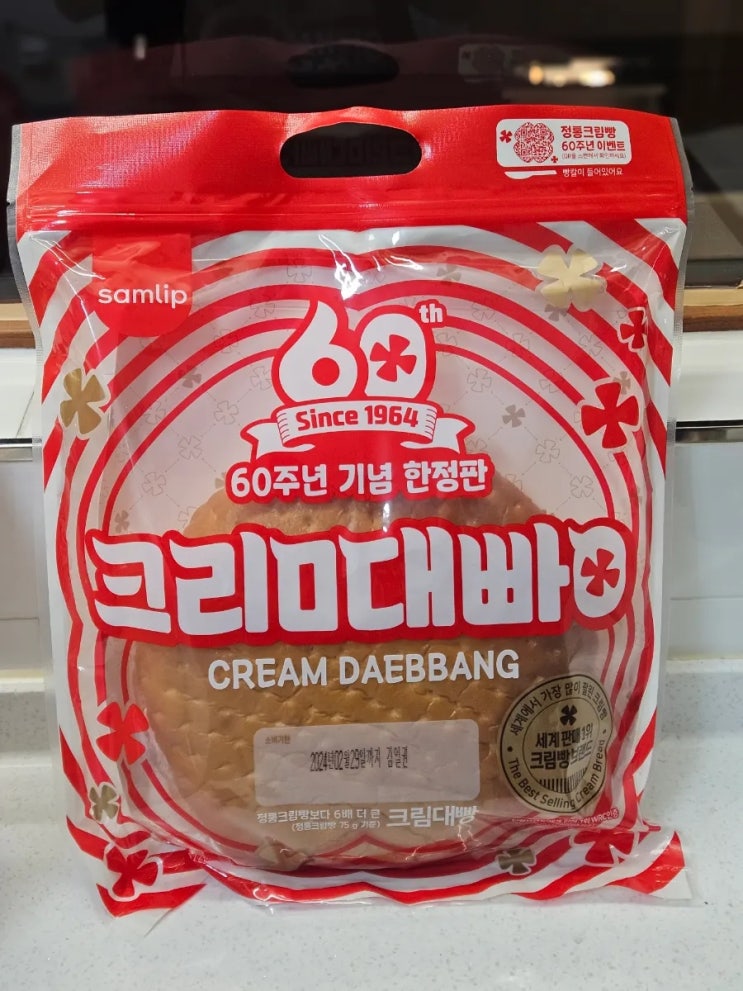 정통크림빵
60주년 이벤트
빵칼이 들어있어요
samlip
60th
Since 1964
60주년 기념 한정판
크림대빵
CREAM DAEBBANG
세계에서 가장 많이 팔린 크림빵
세계 판매 1위
크림빵 브랜드
The Best Selling Cream Bread
소비기한
2024년02월29일까지
정통크림빵보다 6배 더 큰 크림대빵
(정통크림빵 75 g 기준)